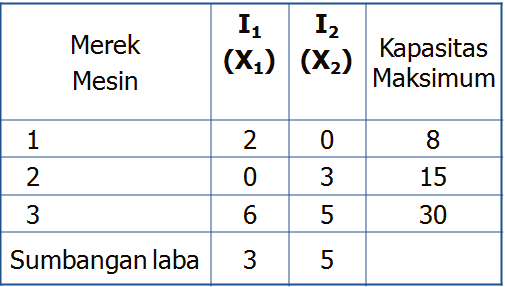 Merek Mesin I₁ (X₁) I₂ (X₂) Kapasitas Maksimum
1 2 0 8
2 0 3 15
3 6 5 30
Sumbangan laba 3 5